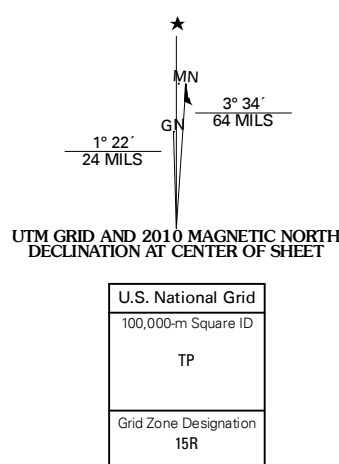 MN
3° 34´
64 MILS
GN
1° 22´
24 MILS
UTM GRID AND 2010 MAGNETIC NORTH
DECLINATION AT CENTER OF SHEET
U.S. National Grid
100,000-m Square ID
TP
Grid Zone Designation
15R